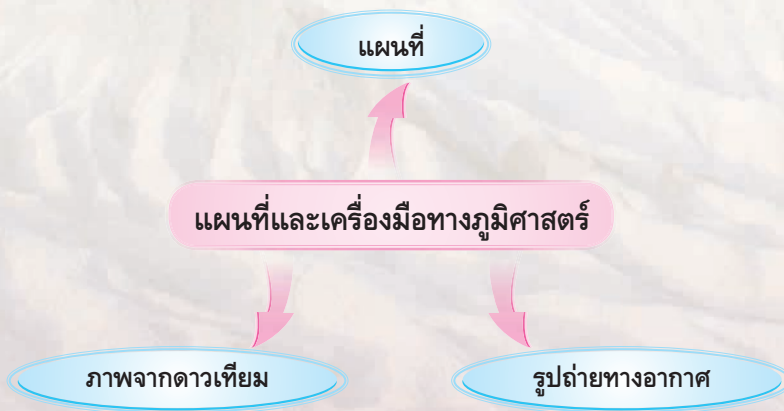 แผนที่
แผนที่และเครื่องมือทางภูมิศาสตร์
ภาพจากดาวเทียม
รูปถ่ายทางอากาศ